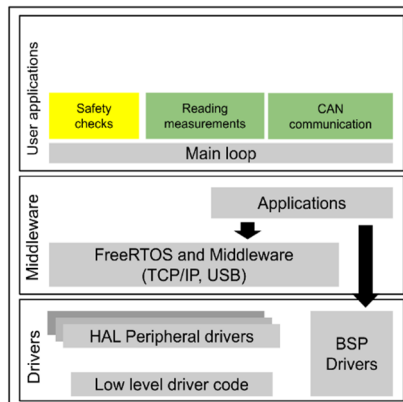 User applications
Safety
checks
Reading
measurements
CAN
communication
Main loop
Middleware
Applications
FreeRTOS and Middleware
(TCP/IP, USB)
Drivers
HAL Peripheral drivers
BSP
Drivers
Low level driver code